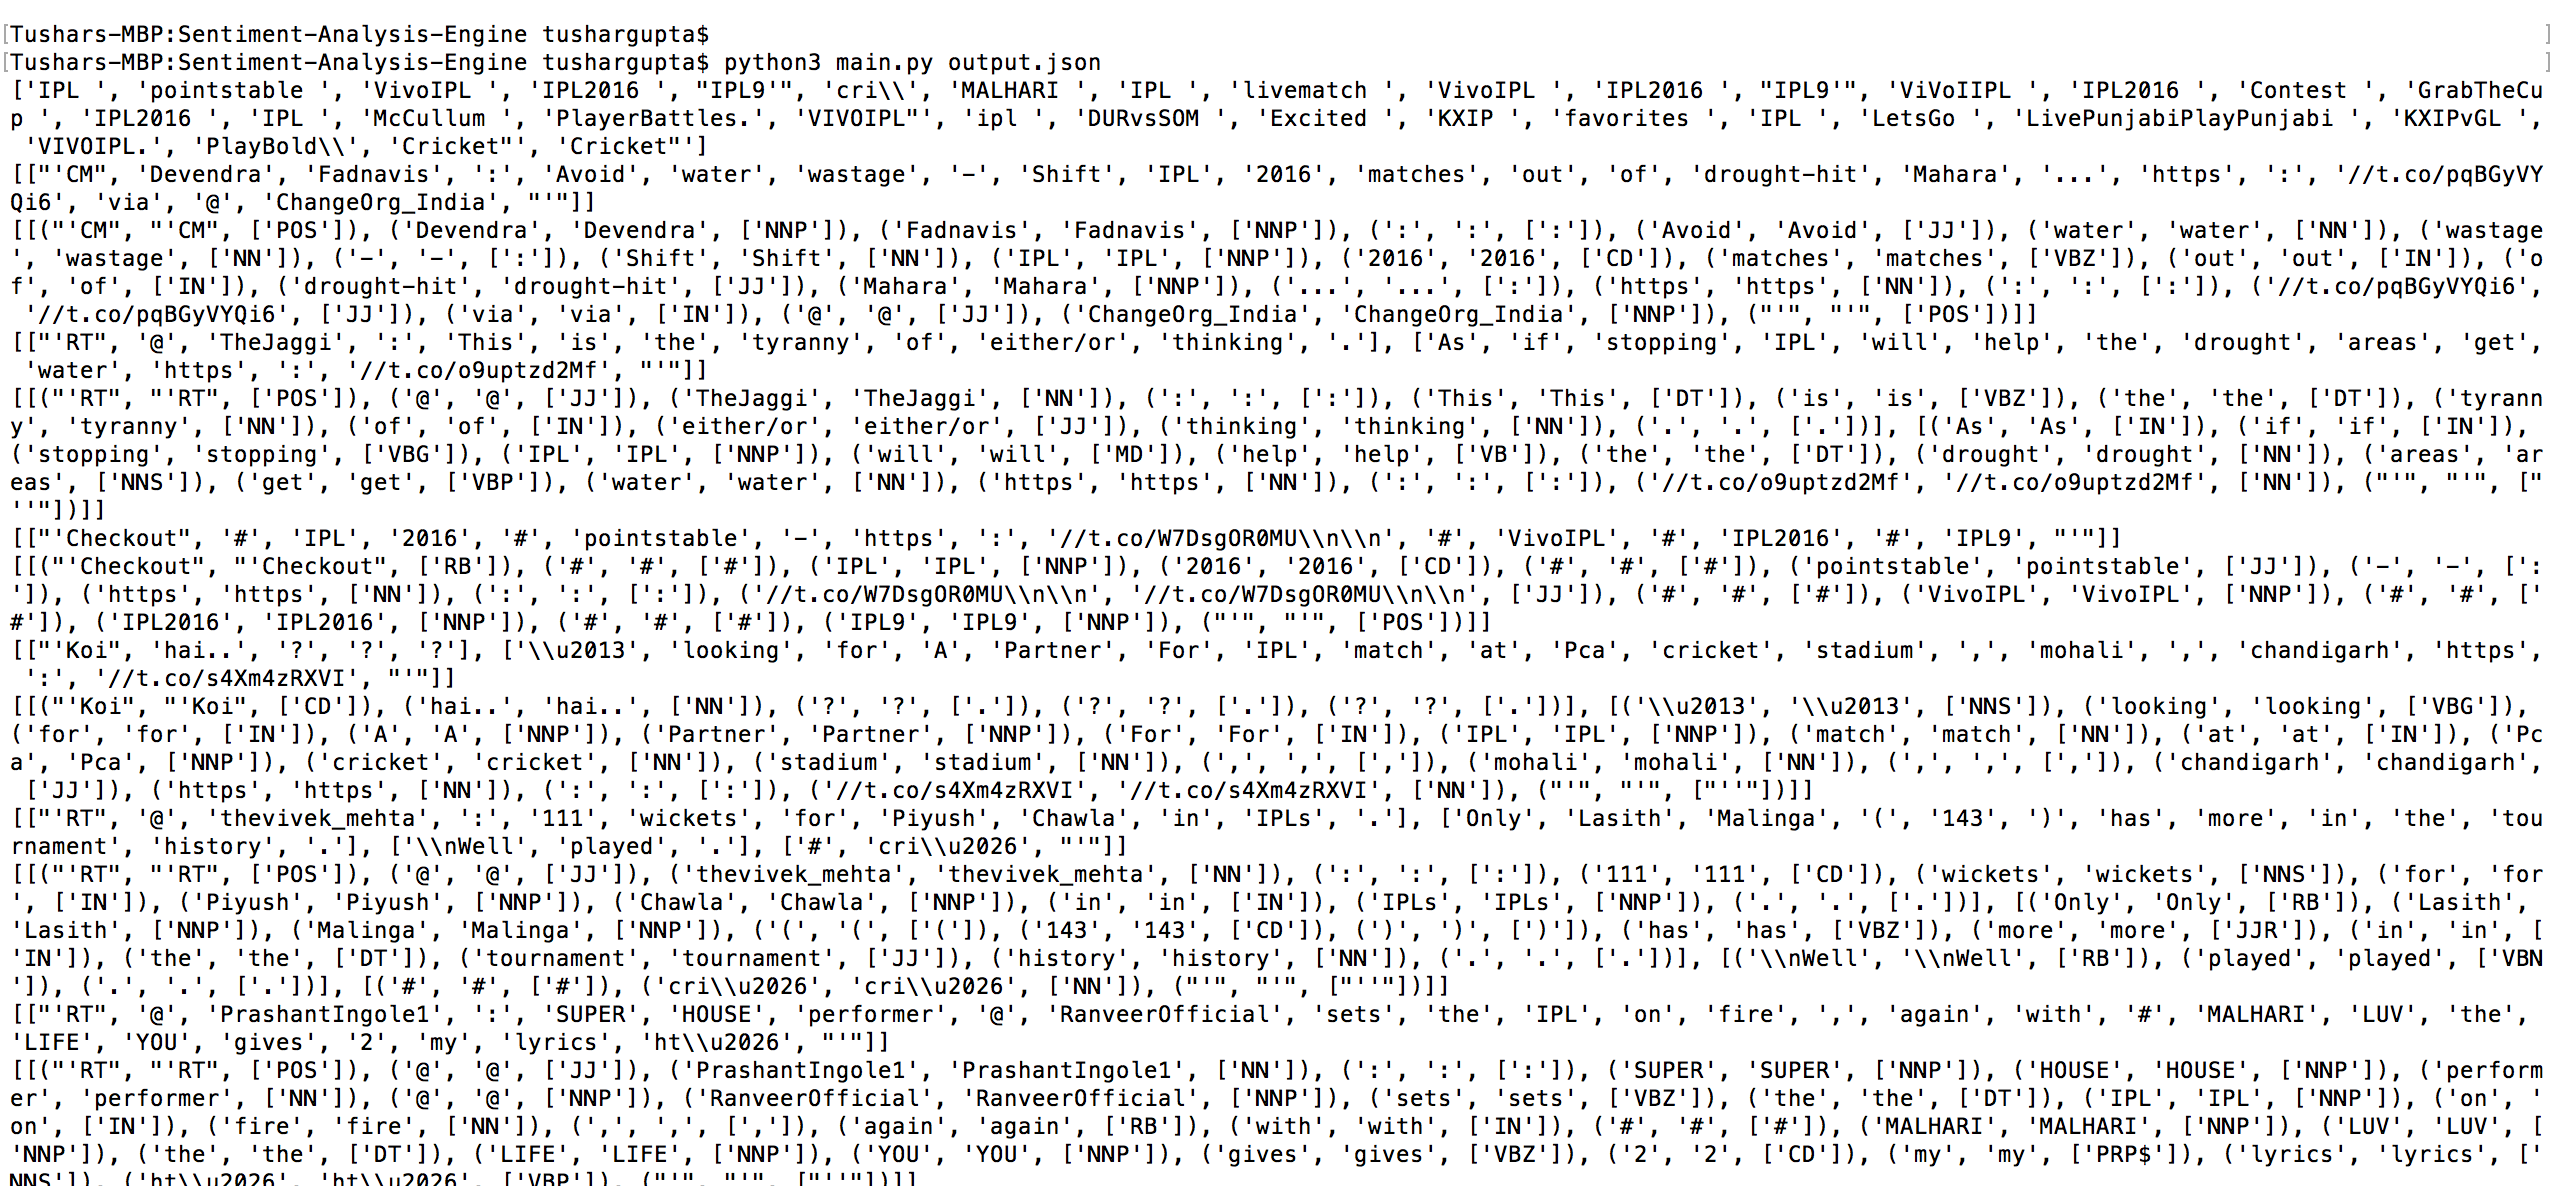 [Tushars-MBP:Sentiment-Analysis-Engine tushargupta$ ]
[Tushars-MBP:Sentiment-Analysis-Engine tushargupta$ python3 main.py output.json ]
['IPL ', 'pointstable ', 'VivoIPL ', 'IPL2016 ', "IPL9'", 'cri\\', 'MALHARI ', 'IPL ', 'livematch ', 'VivoIPL ', 'IPL2016 ', "IPL9'", 'ViVoIIPL ', 'IPL2016 ', 'Contest ', 'GrabTheCu
p ', 'IPL2016 ', 'IPL ', 'McCullum ', 'PlayerBattles.', 'VIVOIPL"', 'ipl ', 'DURvsSOM ', 'Excited ', 'KXIP ', 'favorites ', 'IPL ', 'LetsGo ', 'LivePunjabiPlayPunjabi ', 'KXIPvGL ',
 'VIVOIPL.', 'PlayBold\\', 'Cricket"', 'Cricket"']
[["'CM", 'Devendra', 'Fadnavis', ':', 'Avoid', 'water', 'wastage', '-', 'Shift', 'IPL', '2016', 'matches', 'out', 'of', 'drought-hit', 'Mahara', '...', 'https', ':', '//t.co/pqBGyVY
Qi6', 'via', '@', 'ChangeOrg_India', "'"]]
[[("'CM", "'CM", ['POS']), ('Devendra', 'Devendra', ['NNP']), ('Fadnavis', 'Fadnavis', ['NNP']), (':', ':', [':']), ('Avoid', 'Avoid', ['JJ']), ('water', 'water', ['NN']), ('wastage
', 'wastage', ['NN']), ('-', '-', [':']), ('Shift', 'Shift', ['NN']), ('IPL', 'IPL', ['NNP']), ('2016', '2016', ['CD']), ('matches', 'matches', ['VBZ']), ('out', 'out', ['IN']), ('o
f', 'of', ['IN']), ('drought-hit', 'drought-hit', ['JJ']), ('Mahara', 'Mahara', ['NNP']), ('...', '...', [':']), ('https', 'https', ['NN']), (':', ':', [':']), ('//t.co/pqBGyVYQi6',
 '//t.co/pqBGyVYQi6', ['JJ']), ('via', 'via', ['IN']), ('@', '@', ['JJ']), ('ChangeOrg_India', 'ChangeOrg_India', ['NNP']), ("'", "'", ['POS'])]]
[["'RT", '@', 'TheJaggi', ':', 'This', 'is', 'the', 'tyranny', 'of', 'either/or', 'thinking', '.'], ['As', 'if', 'stopping', 'IPL', 'will', 'help', 'the', 'drought', 'areas', 'get',
 'water', 'https', ':', '//t.co/o9uptzd2Mf', "'"]]
[[("'RT", "'RT", ['POS']), ('@', '@', ['JJ']), ('TheJaggi', 'TheJaggi', ['NN']), (':', ':', [':']), ('This', 'This', ['DT']), ('is', 'is', ['VBZ']), ('the', 'the', ['DT']), ('tyrann
y', 'tyranny', ['NN']), ('of', 'of', ['IN']), ('either/or', 'either/or', ['JJ']), ('thinking', 'thinking', ['NN']), ('.', '.', ['.'])], [('As', 'As', ['IN']), ('if', 'if', ['IN']),
('stopping', 'stopping', ['VBG']), ('IPL', 'IPL', ['NNP']), ('will', 'will', ['MD']), ('help', 'help', ['VB']), ('the', 'the', ['DT']), ('drought', 'drought', ['NN']), ('areas', 'ar
eas', ['NNS']), ('get', 'get', ['VBP']), ('water', 'water', ['NN']), ('https', 'https', ['NN']), (':', ':', [':']), ('//t.co/o9uptzd2Mf', '//t.co/o9uptzd2Mf', ['NN']), ("'", "'", ["
''"])]]
[["'Checkout", '#', 'IPL', '2016', '#', 'pointstable', '-', 'https', ':', '//t.co/W7DsgOR0MU\\n\\n', '#', 'VivoIPL', '#', 'IPL2016', '#', 'IPL9', "'"]]
[[("'Checkout", "'Checkout", ['RB']), ('#', '#', ['#']), ('IPL', 'IPL', ['NNP']), ('2016', '2016', ['CD']), ('#', '#', ['#']), ('pointstable', 'pointstable', ['JJ']), ('-', '-', [':
']), ('https', 'https', ['NN']), (':', ':', [':']), ('//t.co/W7DsgOR0MU\\n\\n', '//t.co/W7DsgOR0MU\\n\\n', ['JJ']), ('#', '#', ['#']), ('VivoIPL', 'VivoIPL', ['NNP']), ('#', '#', ['
#']), ('IPL2016', 'IPL2016', ['NNP']), ('#', '#', ['#']), ('IPL9', 'IPL9', ['NNP']), ("'", "'", ['POS'])]]
[["'Koi", 'hai..', '?', '?', '?'], ['\\u2013', 'looking', 'for', 'A', 'Partner', 'For', 'IPL', 'match', 'at', 'Pca', 'cricket', 'stadium', ',', 'mohali', ',', 'chandigarh', 'https',
 ':', '//t.co/s4Xm4zRXVI', "'"]]
[[("'Koi", "'Koi", ['CD']), ('hai..', 'hai..', ['NN']), ('?', '?', ['.']), ('?', '?', ['.']), ('?', '?', ['.'])], [('\\u2013', '\\u2013', ['NNS']), ('looking', 'looking', ['VBG']),
('for', 'for', ['IN']), ('A', 'A', ['NNP']), ('Partner', 'Partner', ['NNP']), ('For', 'For', ['IN']), ('IPL', 'IPL', ['NNP']), ('match', 'match', ['NN']), ('at', 'at', ['IN']), ('Pc
a', 'Pca', ['NNP']), ('cricket', 'cricket', ['NN']), ('stadium', 'stadium', ['NN']), (',', ',', [',']), ('mohali', 'mohali', ['NN']), (',', ',', [',']), ('chandigarh', 'chandigarh',
 ['JJ']), ('https', 'https', ['NN']), (':', ':', [':']), ('//t.co/s4Xm4zRXVI', '//t.co/s4Xm4zRXVI', ['NN']), ("'", "'", ["''"])]]
[["'RT", '@', 'thevivek_mehta', ':', '111', 'wickets', 'for', 'Piyush', 'Chawla', 'in', 'IPLs', '.'], ['Only', 'Lasith', 'Malinga', '(', '143', ')', 'has', 'more', 'in', 'the', 'tou
rnament', 'history', '.'], ['\\nWell', 'played', '.'], ['#', 'cri\\u2026', "'"]]
[[("'RT", "'RT", ['POS']), ('@', '@', ['JJ']), ('thevivek_mehta', 'thevivek_mehta', ['NN']), (':', ':', [':']), ('111', '111', ['CD']), ('wickets', 'wickets', ['NNS']), ('for', 'for
', ['IN']), ('Piyush', 'Piyush', ['NNP']), ('Chawla', 'Chawla', ['NNP']), ('in', 'in', ['IN']), ('IPLs', 'IPLs', ['NNP']), ('.', '.', ['.'])], [('Only', 'Only', ['RB']), ('Lasith',
'Lasith', ['NNP']), ('Malinga', 'Malinga', ['NNP']), ('(', '(', ['(']), ('143', '143', ['CD']), (')', ')', [')']), ('has', 'has', ['VBZ']), ('more', 'more', ['JJR']), ('in', 'in', [
'IN']), ('the', 'the', ['DT']), ('tournament', 'tournament', ['JJ']), ('history', 'history', ['NN']), ('.', '.', ['.'])], [('\\nWell', '\\nWell', ['RB']), ('played', 'played', ['VBN
']), ('.', '.', ['.'])], [('#', '#', ['#']), ('cri\\u2026', 'cri\\u2026', ['NN']), ("'", "'", ["''"])]]
[["'RT", '@', 'PrashantIngole1', ':', 'SUPER', 'HOUSE', 'performer', '@', 'RanveerOfficial', 'sets', 'the', 'IPL', 'on', 'fire', ',', 'again', 'with', '#', 'MALHARI', 'LUV', 'the',
'LIFE', 'YOU', 'gives', '2', 'my', 'lyrics', 'ht\\u2026', "'"]]
[[("'RT", "'RT", ['POS']), ('@', '@', ['JJ']), ('PrashantIngole1', 'PrashantIngole1', ['NN']), (':', ':', [':']), ('SUPER', 'SUPER', ['NNP']), ('HOUSE', 'HOUSE', ['NNP']), ('perform
er', 'performer', ['NN']), ('@', '@', ['NNP']), ('RanveerOfficial', 'RanveerOfficial', ['NNP']), ('sets', 'sets', ['VBZ']), ('the', 'the', ['DT']), ('IPL', 'IPL', ['NNP']), ('on', '
on', ['IN']), ('fire', 'fire', ['NN']), (',', ',', [',']), ('again', 'again', ['RB']), ('with', 'with', ['IN']), ('#', '#', ['#']), ('MALHARI', 'MALHARI', ['NNP']), ('LUV', 'LUV', [
'NNP']), ('the', 'the', ['DT']), ('LIFE', 'LIFE', ['NNP']), ('YOU', 'YOU', ['NNP']), ('gives', 'gives', ['VBZ']), ('2', '2', ['CD']), ('my', 'my', ['PRP$']), ('lyrics', 'lyrics', ['
NNS']), ('ht\\u2026', 'ht\\u2026', ['VBP']), ("'", "'", ["''"])]]